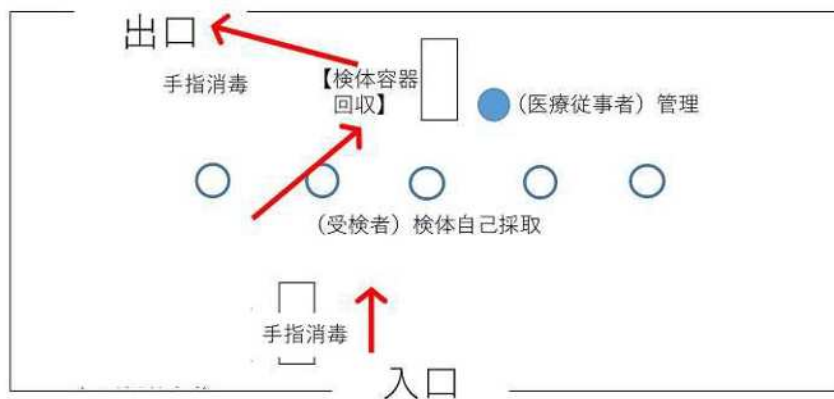 出口
手指消毒
【検体容器
回収】
（医療従事者）管理
（受検者）検体自己採取
手指消毒
入口